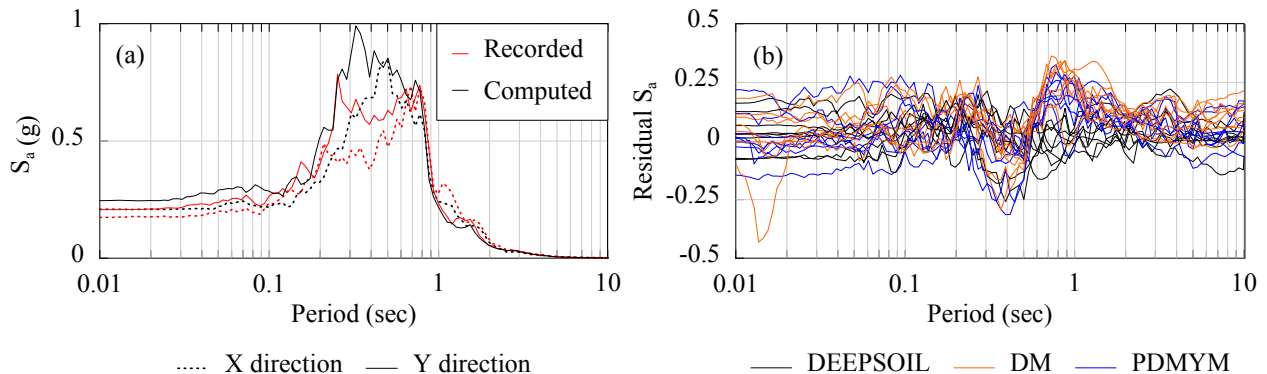 (a)
Recorded
Computed
1
0.5
0
Sa (g)
0.01
0.1
1
10
Period (sec)
X direction
Y direction
(b)
0.5
0.25
0
-0.25
-0.5
Residual Sa
0.01
0.1
1
10
Period (sec)
DEEPSOIL
DM
PDMYM